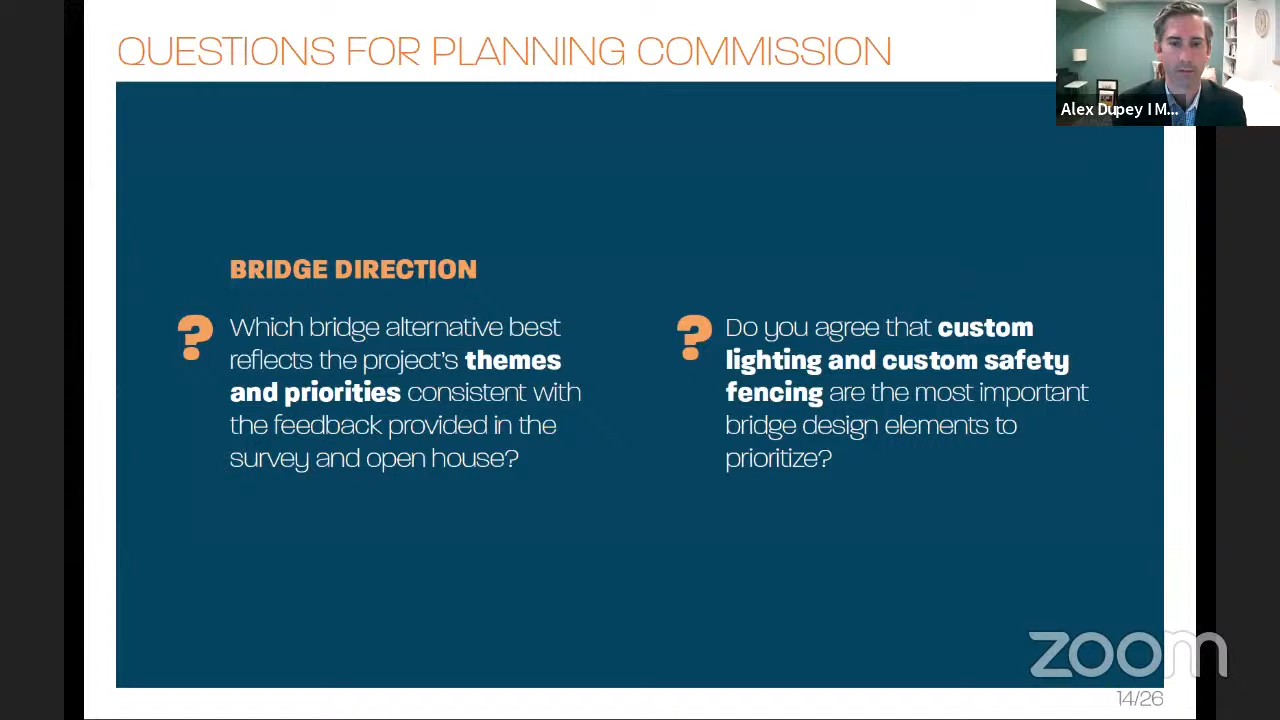 QUESTIONS FOR PLANNING COMMISSION
Alex Dupey I M...
BRIDGE DIRECTION
? Which bridge alternative best
reflects the project's themes
and priorities consistent with
the feedback provided in the
survey and open house?
? Do you agree that custom
lighting and custom safety
fencing are the most important
bridge design elements to
prioritize?
zoom
14/26